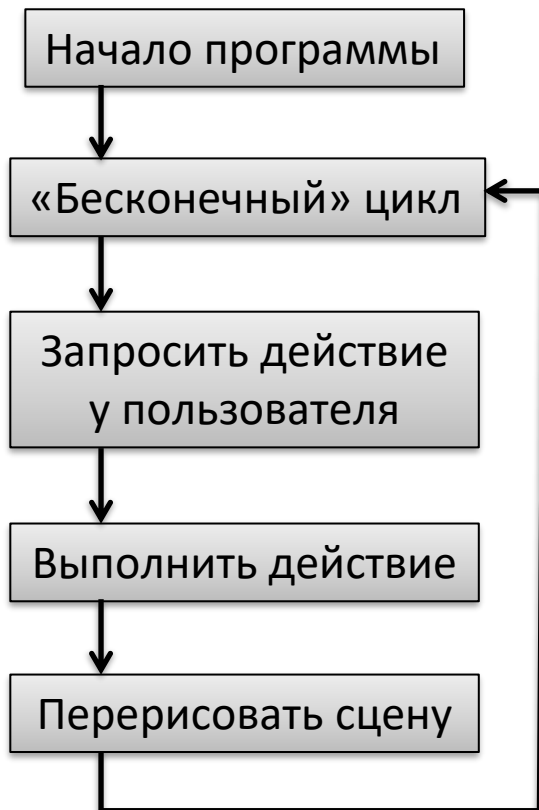 Начало программы
«Бесконечный» цикл
Запросить действие
у пользователя
Выполнить действие
Перерисовать сцену